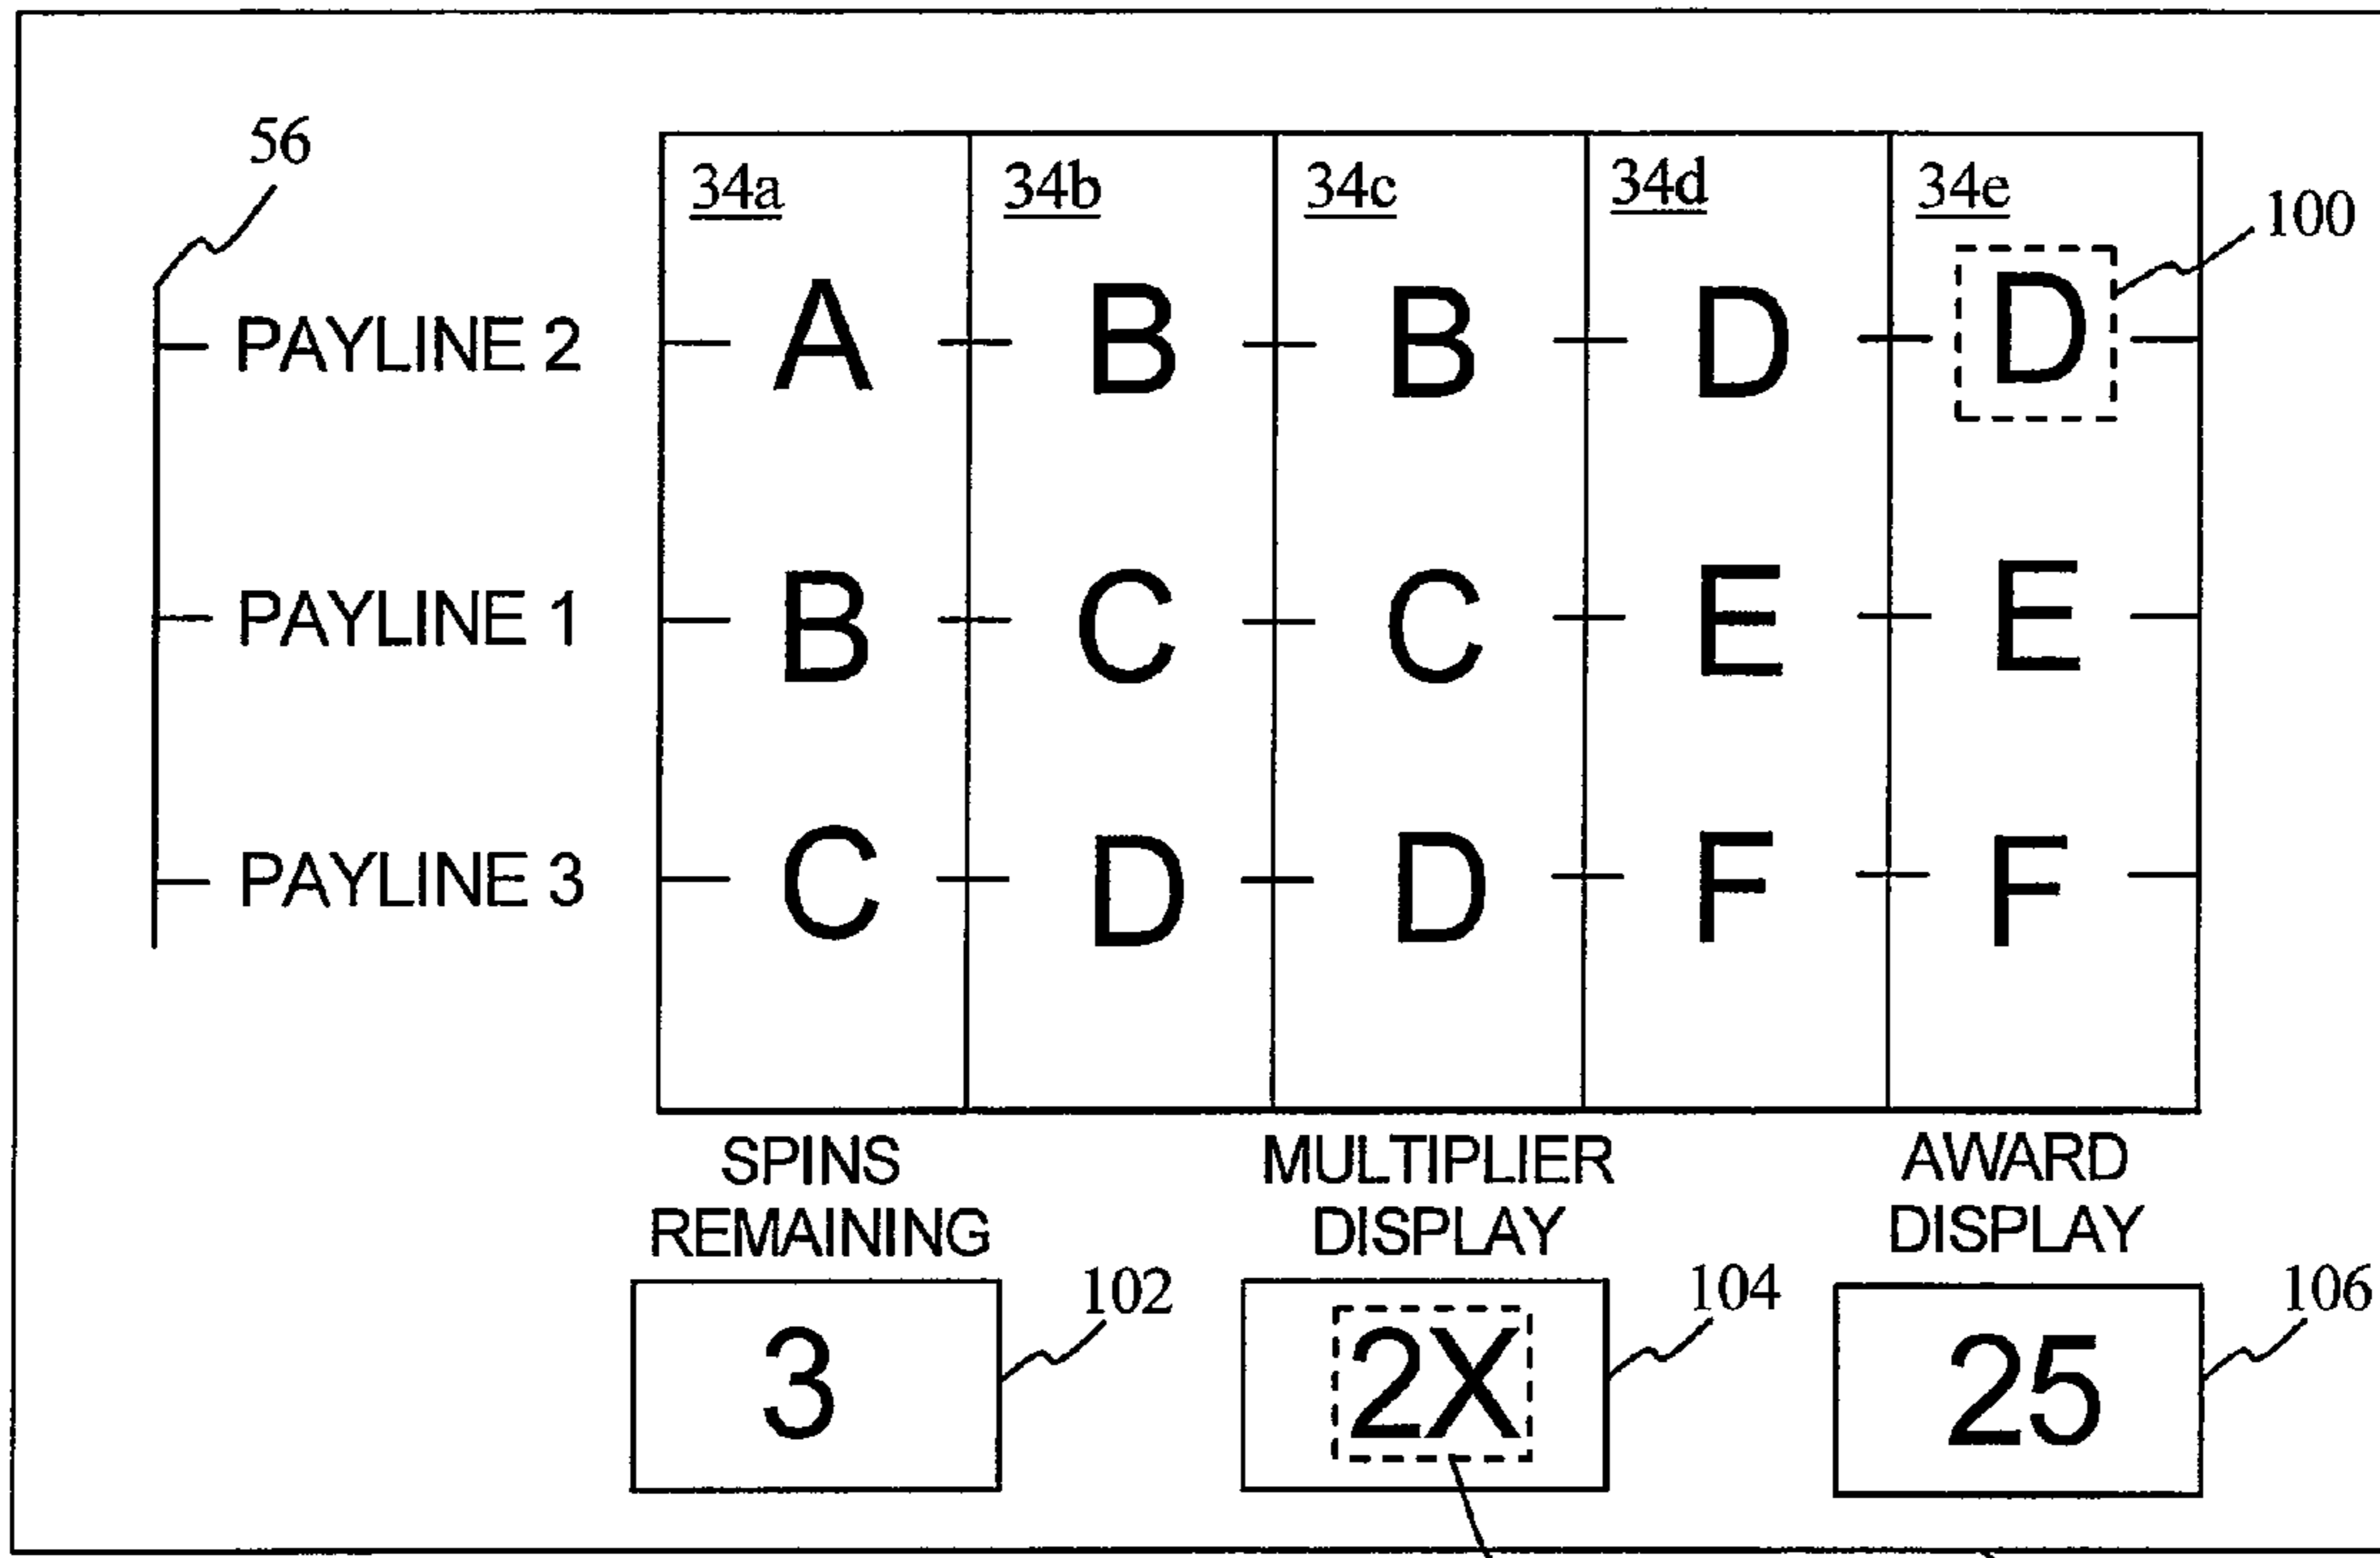 56
34a 34b 34c 34d 34e
100
PAYLINE 2 A B B D D
PAYLINE 1 B C C E E
PAYLINE 3 C D D F F
SPINS REMAINING
MULTIPLIER DISPLAY
AWARD DISPLAY
3 102
2X 104
25 106